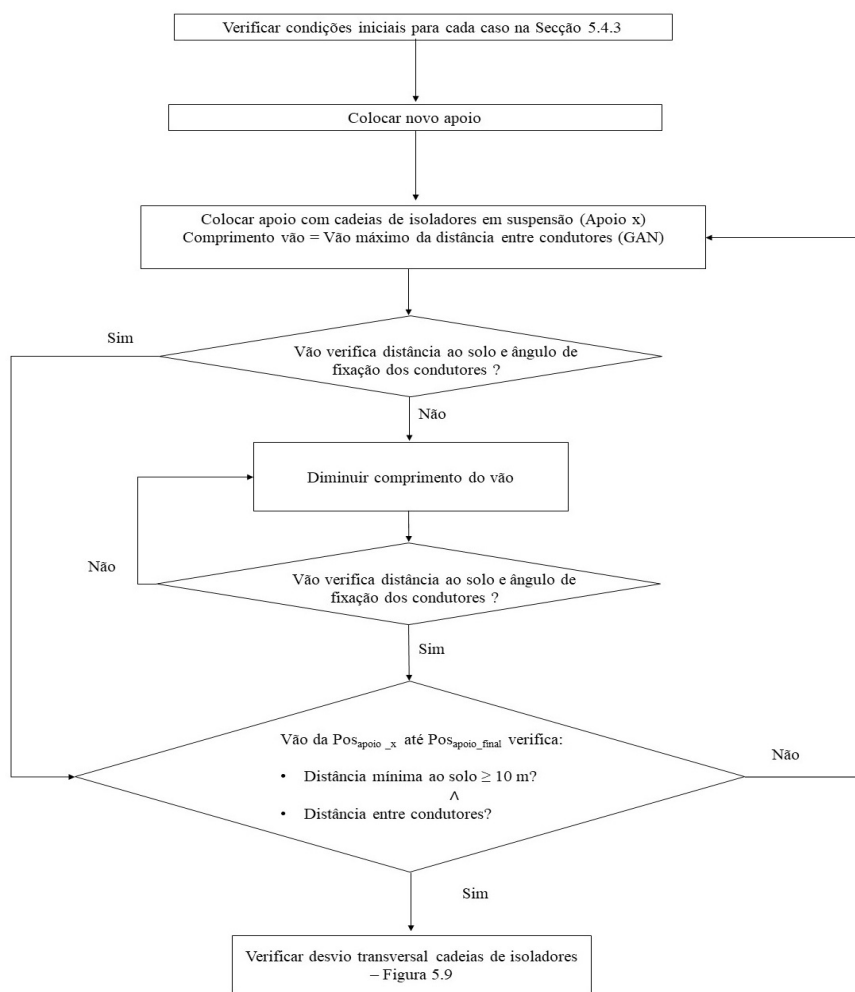 Verificar condições iniciais para cada caso na Secção 5.4.3
Colocar novo apoio
Colocar apoio com cadeias de isoladores em suspensão (Apoio x)
Comprimento vão = Vão máximo da distância entre condutores (GAN)
Sim
Vão verifica distância ao solo e ângulo de
fixação dos condutores ?
Não
Diminuir comprimento do vão
Não
Vão verifica distância ao solo e ângulo de
fixação dos condutores ?
Sim
Vão da Posapoio_x até Posapoio_final verifica:
Não
• Distância mínima ao solo ≥ 10 m?
^
• Distância entre condutores?
Sim
Verificar desvio transversal cadeias de isoladores
– Figura 5.9